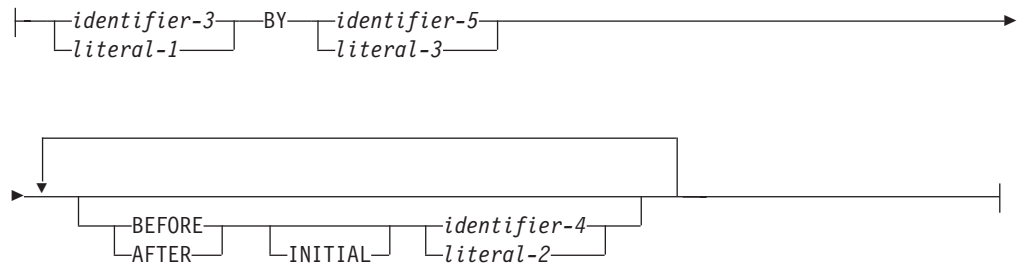 identifier-3 BY identifier-5
literal-1 literal-3
BEFORE identifier-4
AFTER INITIAL literal-2